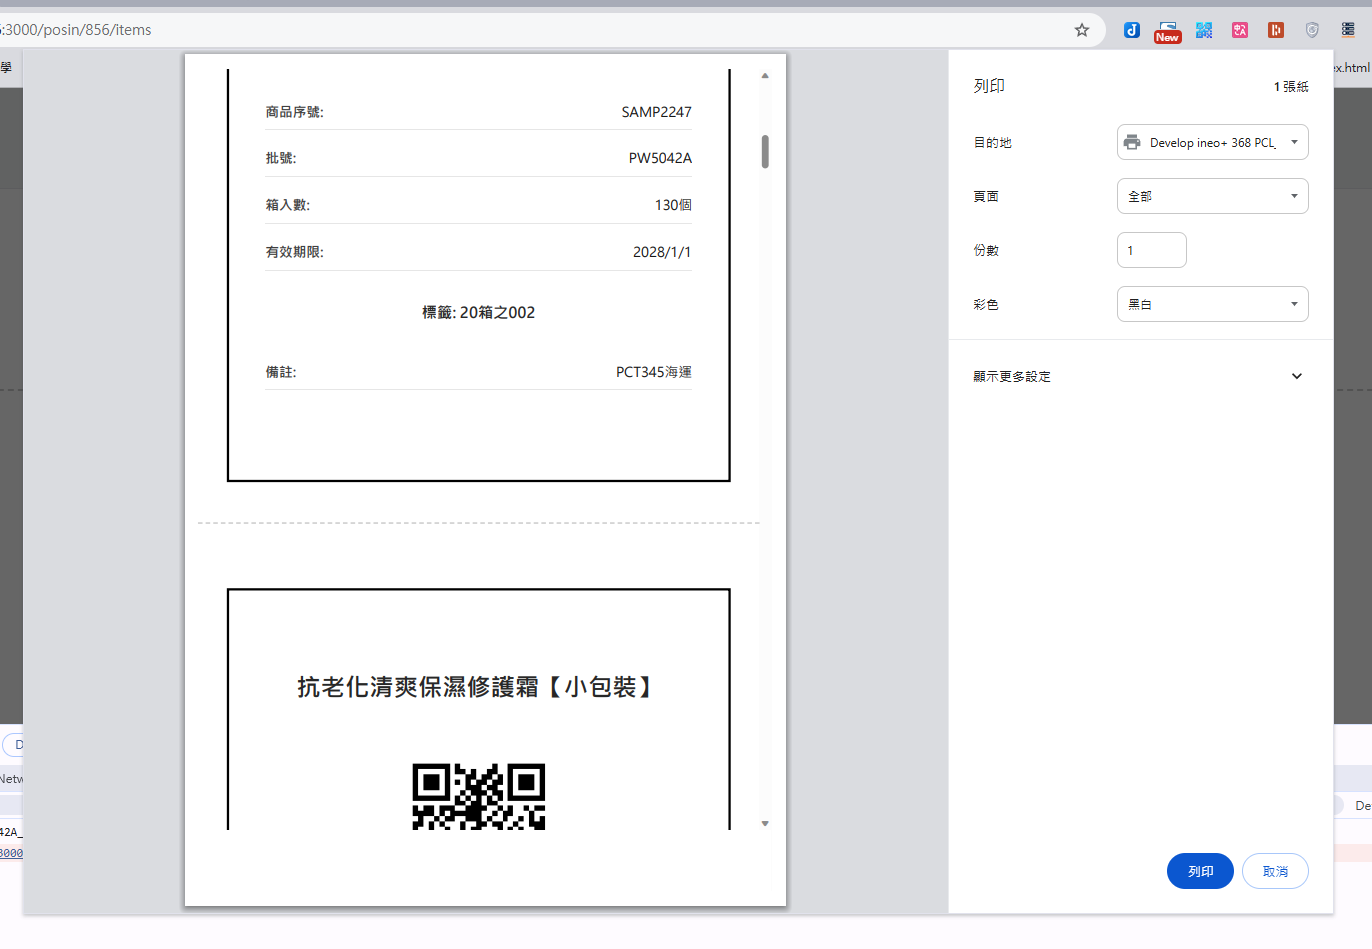 :3000/posin/856/items
New
學
ex.html
商品序號: SAMP2247
批號: PW5042A
箱入數: 130個
有效期限: 2028/1/1
標籤: 20箱之002
備註: PCT345海運
抗老化清爽保濕修護霜【小包裝】
列印 1 張紙
目的地 Develop ineo+ 368 PCL
頁面 全部
份數 1
彩色 黑白
顯示更多設定
列印 取消
D
Netw
De
42A_
3000